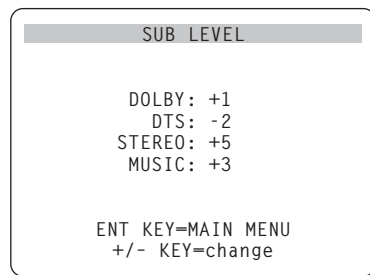 SUB LEVEL
DOLBY: +1
DTS: -2
STEREO: +5
MUSIC: +3
ENT KEY=MAIN MENU
+/- KEY=change